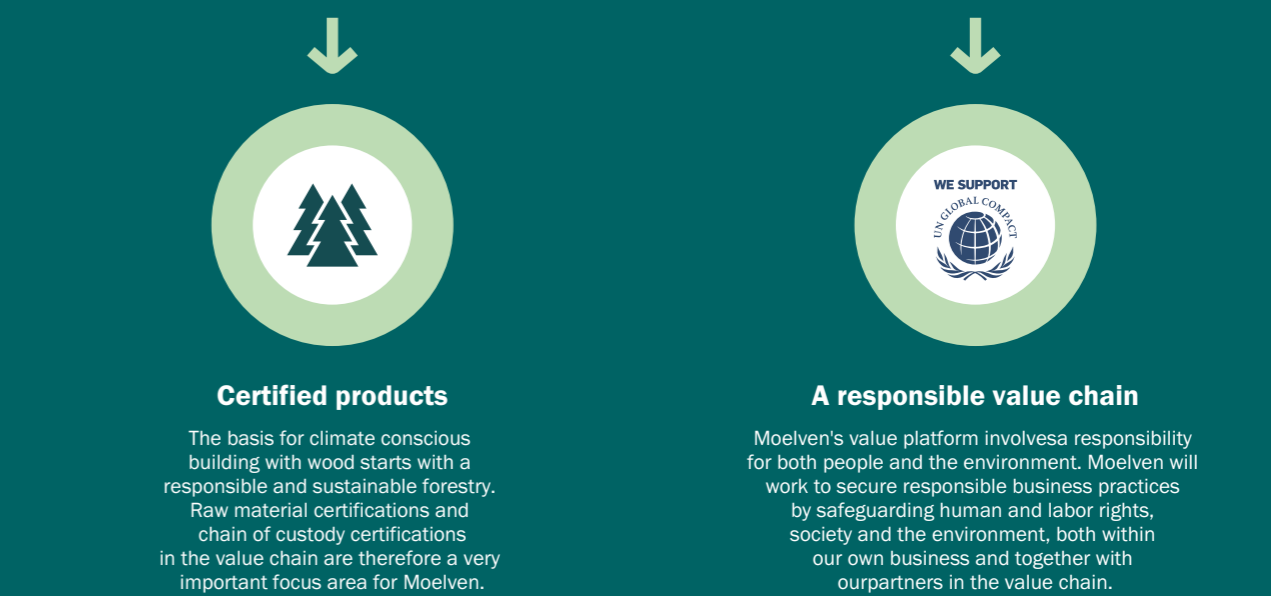 WE SUPPORT
UN GLOBAL COMPACT
Certified products
The basis for climate conscious
building with wood starts with a
responsible and sustainable forestry.
Raw material certifications and
chain of custody certifications
in the value chain are therefore a very
important focus area for Moelven.
A responsible value chain
Moelven's value platform involvesa responsibility
for both people and the environment. Moelven will
work to secure responsible business practices
by safeguarding human and labor rights,
society and the environment, both within
our own business and together with
ourpartners in the value chain.